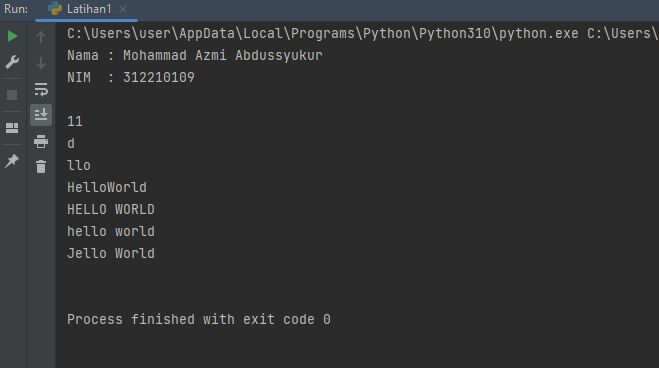 Run: Latihan1
C:\Users\user\AppData\Local\Programs\Python\Python310\python.exe C:\Users\
Nama : Mohammad Azmi Abdussyukur
NIM  : 312210109
11
d
llo
HelloWorld
HELLO WORLD
hello world
Jello World
Process finished with exit code 0